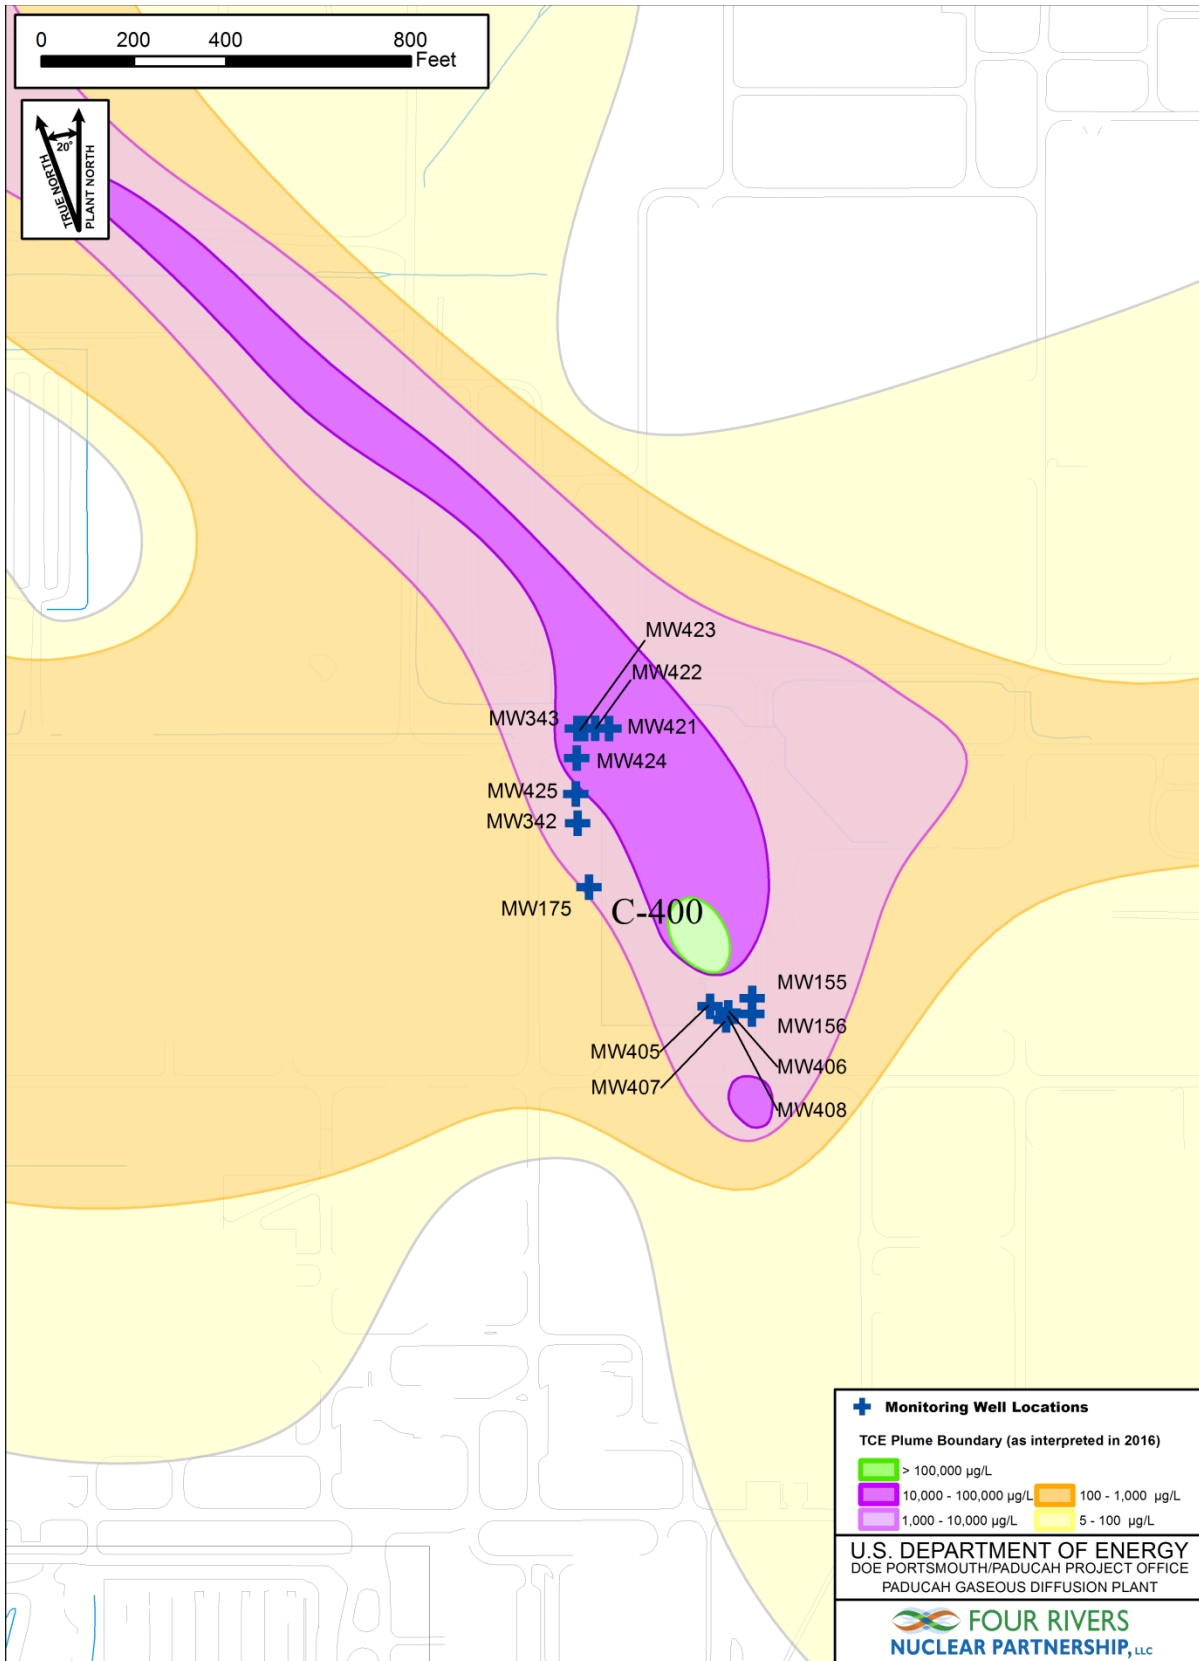 0 200 400 800
Feet
20°
TRUE NORTH
PLANT NORTH
MW423
MW422
MW343
MW421
MW424
MW425
MW342
MW175
C-400
MW155
MW156
MW405
MW406
MW407
MW408
Monitoring Well Locations
TCE Plume Boundary (as interpreted in 2016)
> 100,000 µg/L
10,000 - 100,000 µg/L 100 - 1,000 µg/L
1,000 - 10,000 µg/L 5 - 100 µg/L
U.S. DEPARTMENT OF ENERGY
DOE PORTSMOUTH/PADUCAH PROJECT OFFICE
PADUCAH GASEOUS DIFFUSION PLANT
FOUR RIVERS
NUCLEAR PARTNERSHIP, LLC